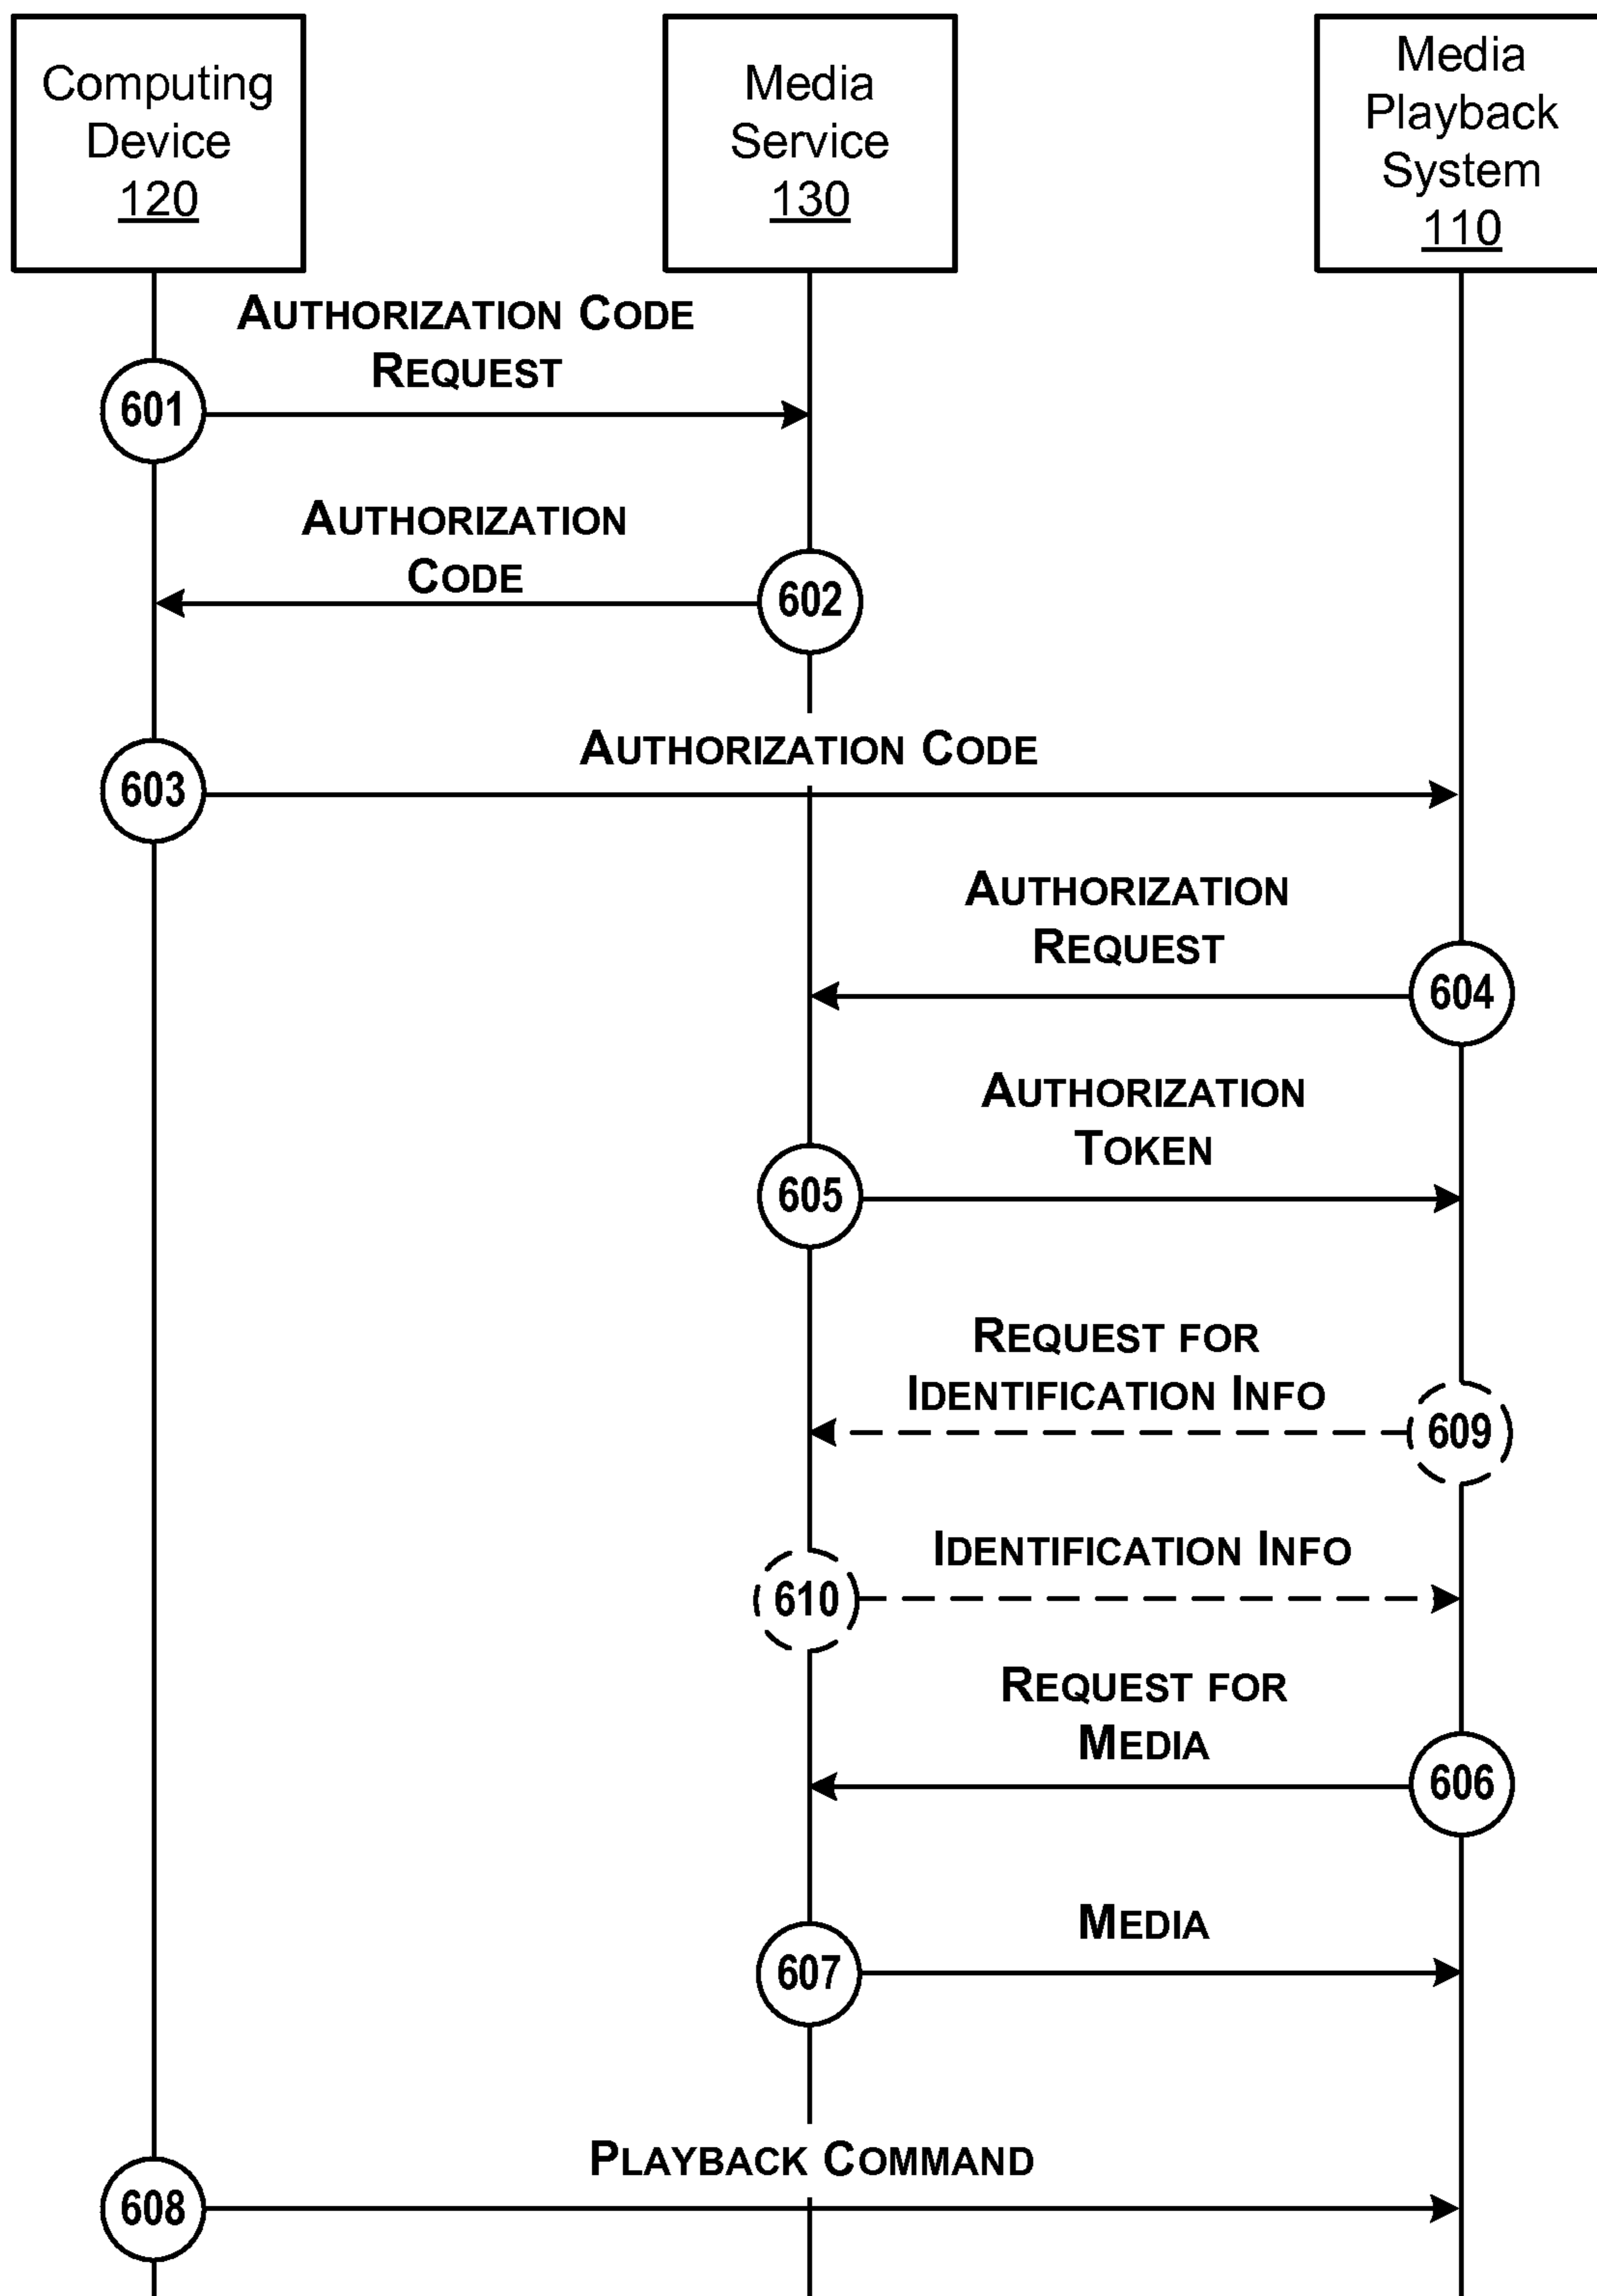 Computing
Device
120
Media
Service
130
Media
Playback
System
110
AUTHORIZATION CODE
REQUEST
601
AUTHORIZATION
CODE
602
AUTHORIZATION CODE
603
AUTHORIZATION
REQUEST
604
AUTHORIZATION
TOKEN
605
REQUEST FOR
IDENTIFICATION INFO
609
IDENTIFICATION INFO
610
REQUEST FOR
MEDIA
606
MEDIA
607
PLAYBACK COMMAND
608